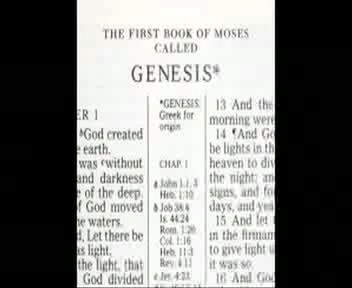 THE FIRST BOOK OF MOSES
CALLED
GENESIS*
ER 1
*God created
e earth.
was ᶜwithout
and darkness
e of the deep.
f God moved
e waters.
d, Let there be
as light.
the light, that
God divided
*GENESIS,
Greek for
origin
CHAP. 1
a John 1:1, 3
Heb. 1:10
b Job 38:4
Is. 44:24
Rom. 1:20
Col. 1:16
Heb. 11:3
Rev. 4:11
c Jer. 4:23
13 And the
morning were
14 ¶And Go
be lights in th
heaven to div
the night; an
signs, and fo
days, and yea
15 And let t
in the firmam
to give light u
it was so.
16 And God